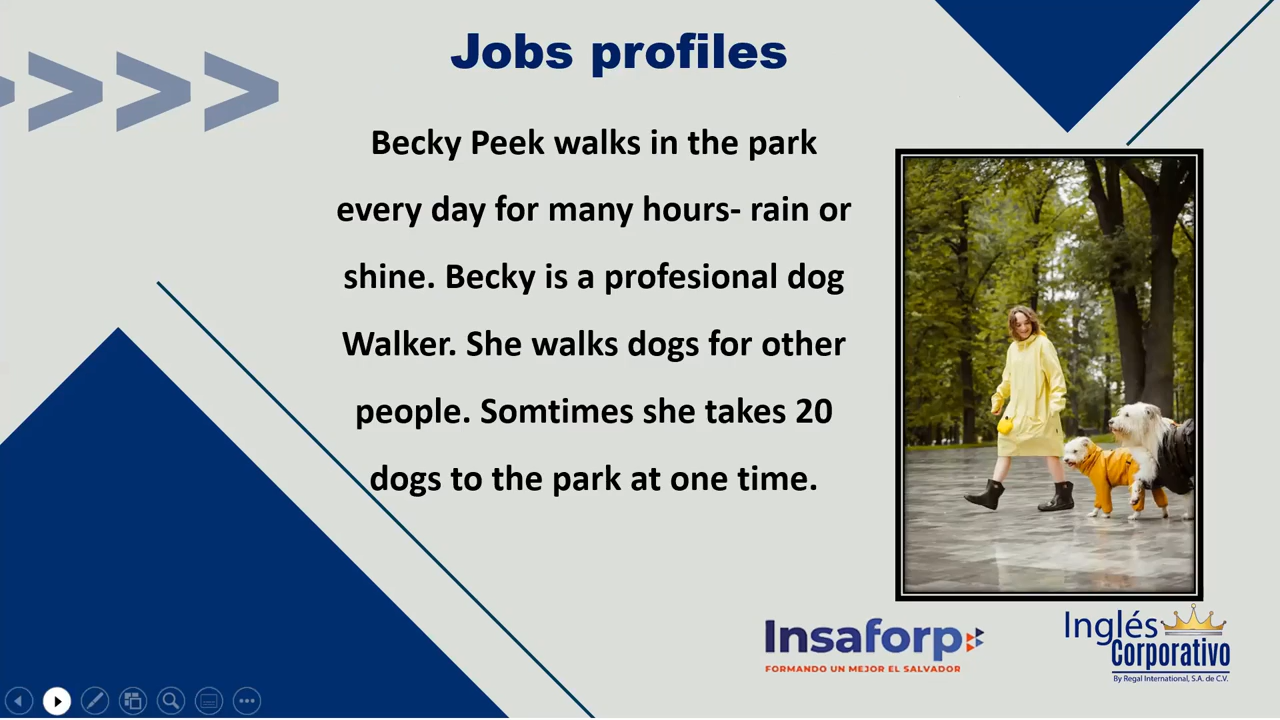 Jobs profiles
Becky Peek walks in the park
every day for many hours- rain or
shine. Becky is a profesional dog
Walker. She walks dogs for other
people. Somtimes she takes 20
dogs to the park at one time.
Insaforp
FORMANDO UN MEJOR EL SALVADOR
Inglés
Corporativo
By Regal International, S.A. de C.V.